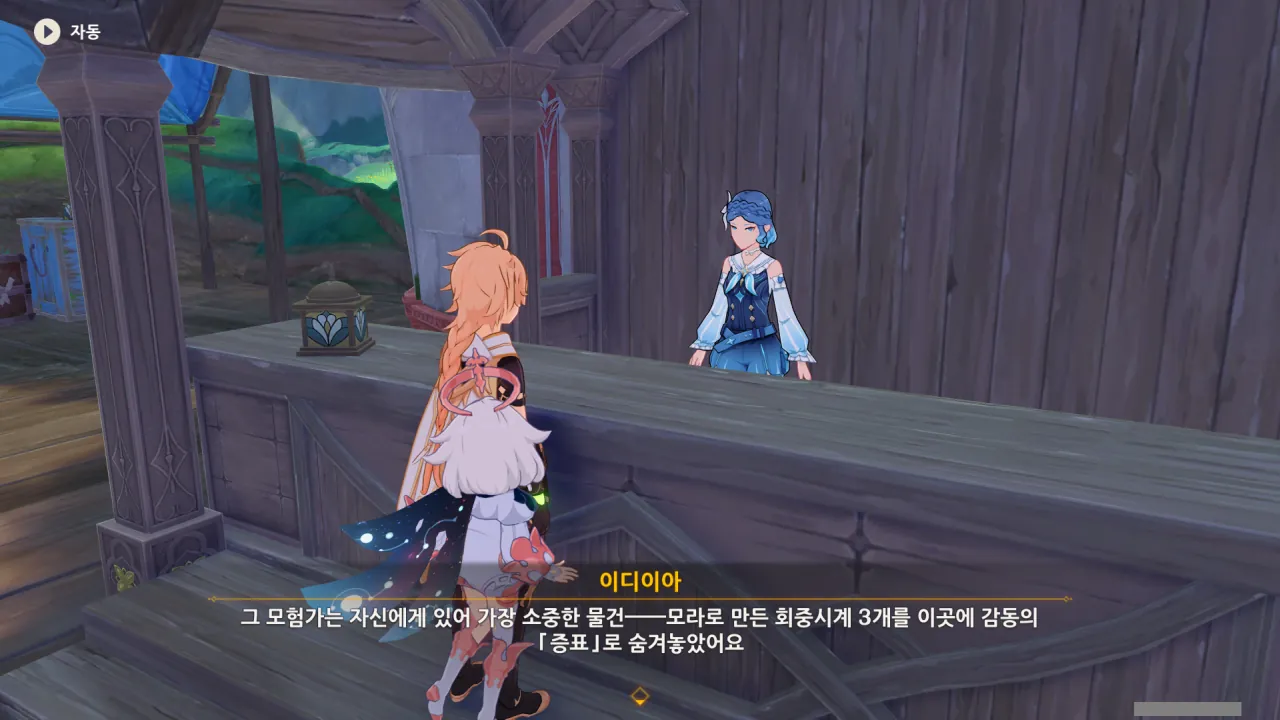 자동
이디이아
그 모험가는 자신에게 있어 가장 소중한 물건——모라로 만든 회중시계 3개를 이곳에 감동의
「증표」로 숨겨놓았어요